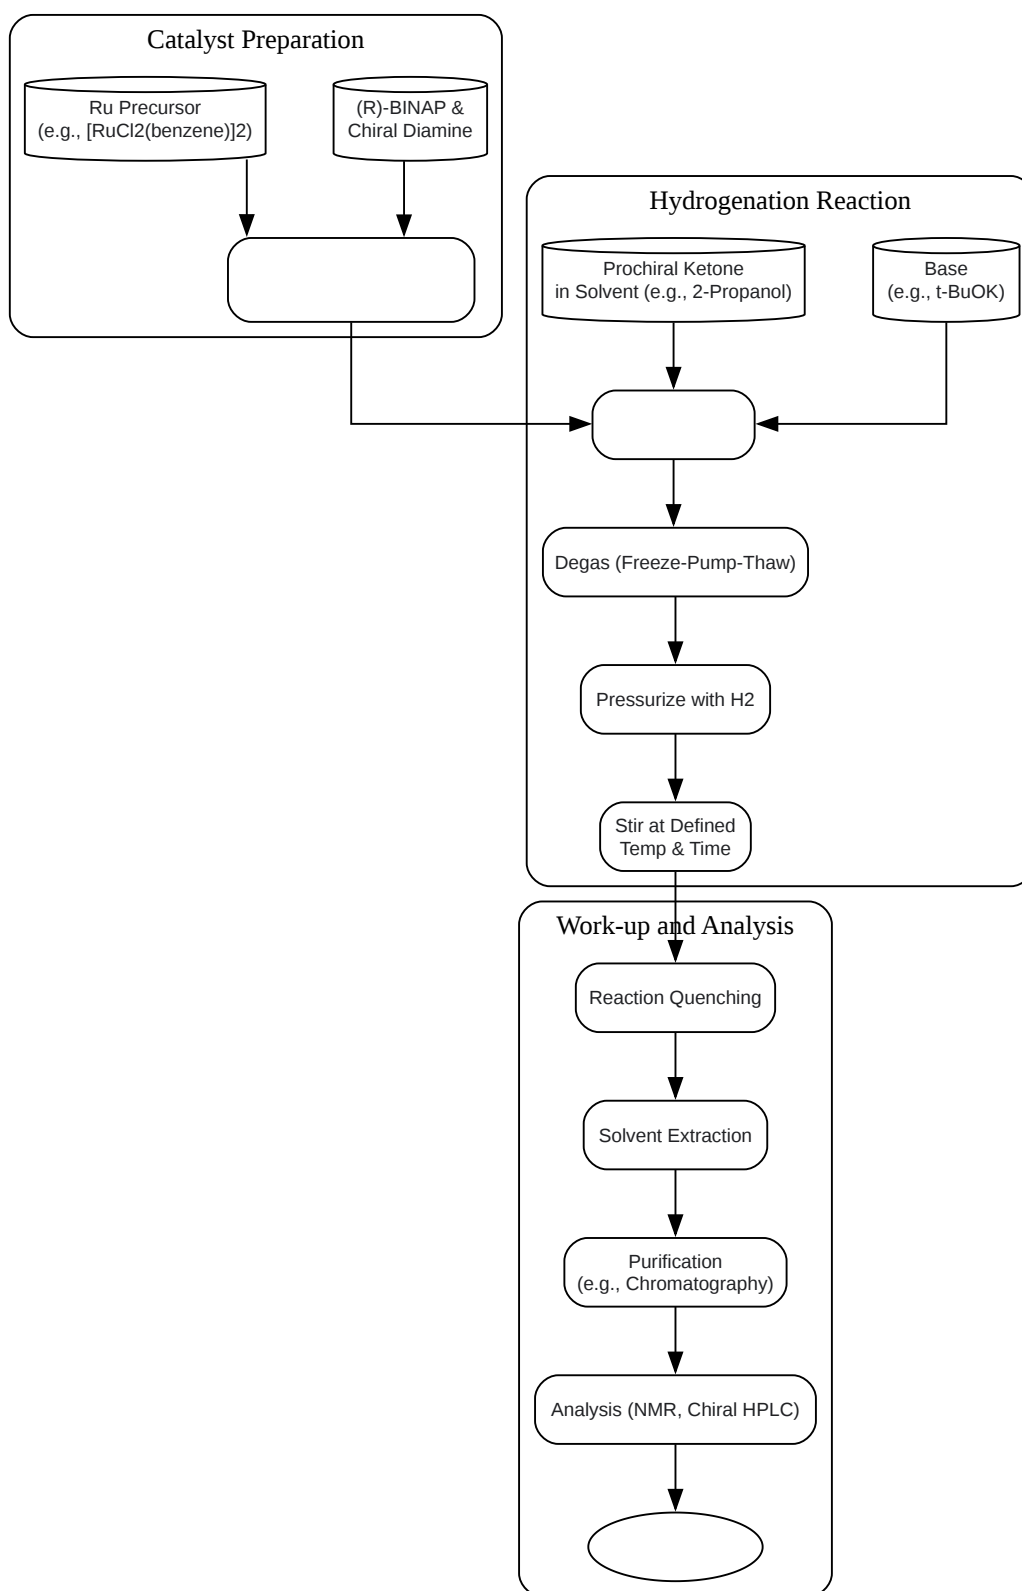 Catalyst Preparation
Ru Precursor
(e.g., [RuCl2(benzene)]2)
(R)-BINAP &
Chiral Diamine
Hydrogenation Reaction
Prochiral Ketone
in Solvent (e.g., 2-Propanol)
Base
(e.g., t-BuOK)
Degas (Freeze-Pump-Thaw)
Pressurize with H2
Stir at Defined
Temp & Time
Work-up and Analysis
Reaction Quenching
Solvent Extraction
Purification
(e.g., Chromatography)
Analysis (NMR, Chiral HPLC)